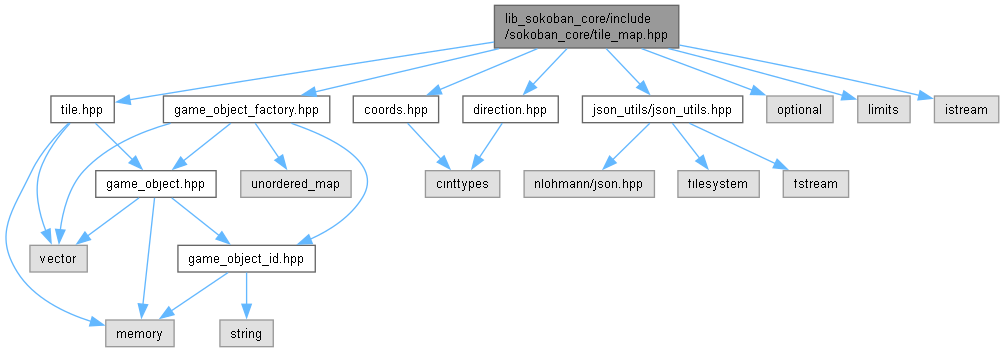 lib_sokoban_core/include
/sokoban_core/tile_map.hpp
tile.hpp
game_object_factory.hpp
coords.hpp
direction.hpp
json_utils/json_utils.hpp
optional
limits
istream
game_object.hpp
unordered_map
cinttypes
nlohmann/json.hpp
filesystem
fstream
vector
game_object_id.hpp
memory
string